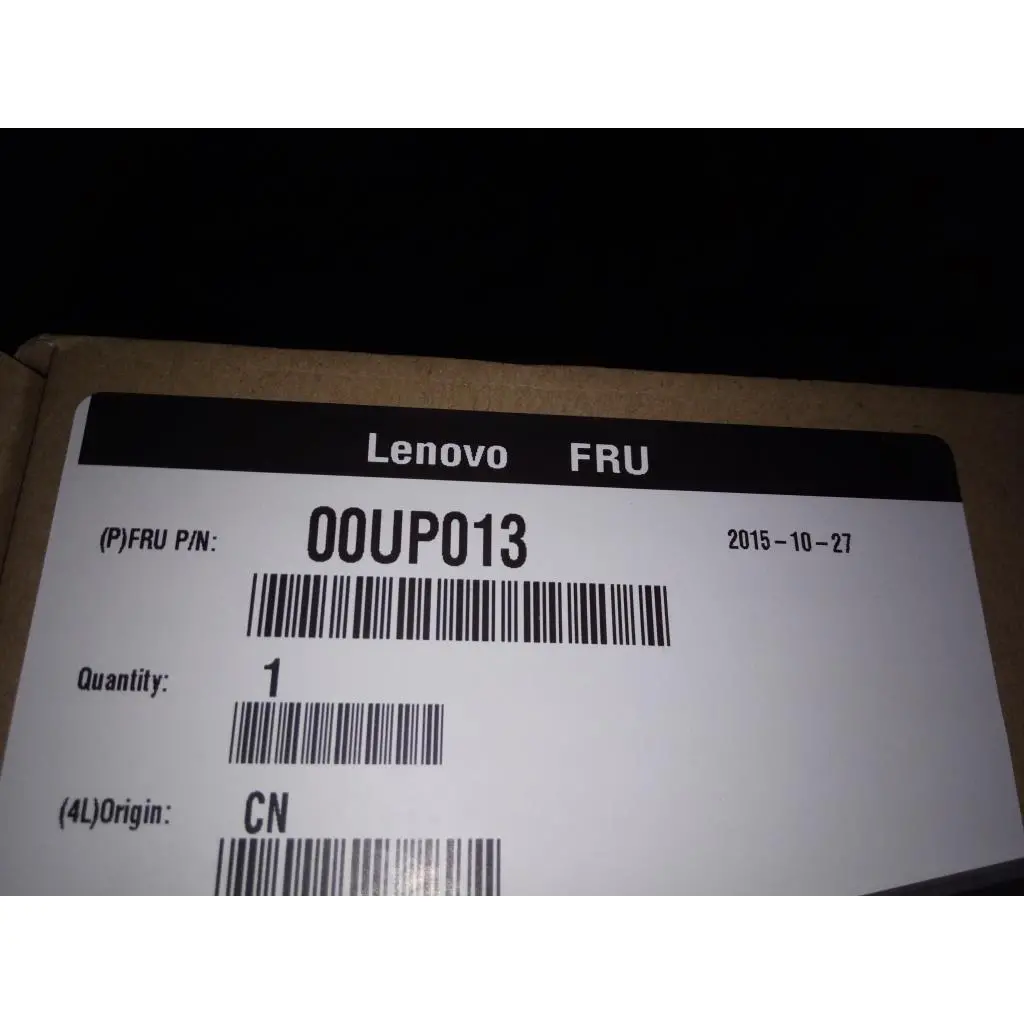 Lenovo FRU
(P)FRU P/N: 00UP013 2015-10-27
Quantity: 1
(4L)Origin: CN